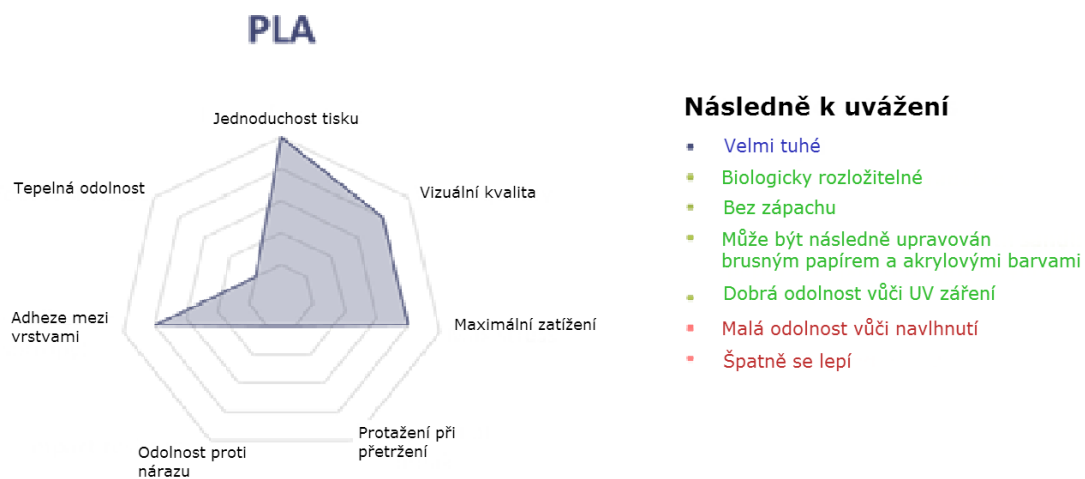 PLA
Jednoduchost tisku
Tepelná odolnost
Vizuální kvalita
Adheze mezi
vrstvami
Maximální zatížení
Odolnost proti
nárazu
Protažení při
přetržení
Následně k uvážení
Velmi tuhé
Biologicky rozložitelné
Bez zápachu
Může být následně upravován
brusným papírem a akrylovými barvami
Dobrá odolnost vůči UV záření
Malá odolnost vůči navlhnutí
Špatně se lepí